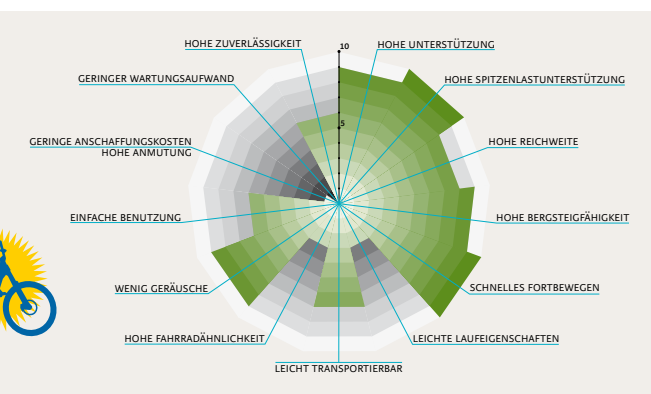 HOHE ZUVERLÄSSIGKEIT
10
HOHE UNTERSTÜTZUNG
GERINGER WARTUNGSAUFWAND
HOHE SPITZENLASTUNTERSTÜTZUNG
5
GERINGE ANSCHAFFUNGSKOSTEN
HOHE ANMUTUNG
HOHE REICHWEITE
EINFACHE BENUTZUNG
HOHE BERGSTEIGFÄHIGKEIT
WENIG GERÄUSCHE
SCHNELLES FORTBEWEGEN
HOHE FAHRRADÄHNLICHKEIT
LEICHTE LAUFEIGENSCHAFTEN
LEICHT TRANSPORTIERBAR